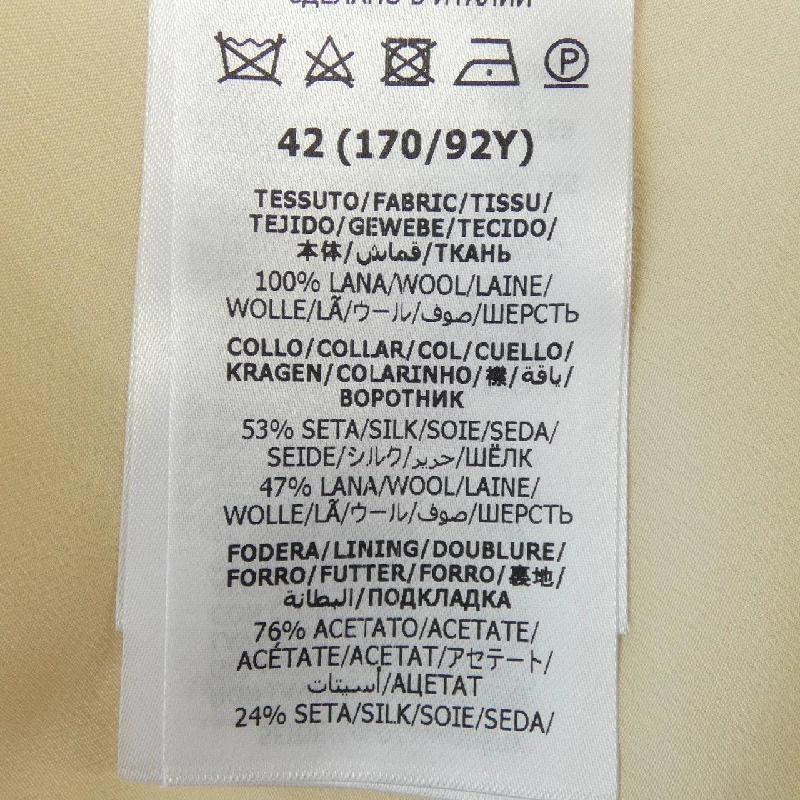 СДЕЛАНО В ИТАЛИИ
P
42 (170/92Y)
TESSUTO/FABRIC/TISSU/
TEJIDO/GEWEBE/TECIDO/
本体/قماش/ТКАНЬ
100% LANA/WOOL/LAINE/
WOLLE/LÃ/ウール/صوف/ШЕРСТЬ
COLLO/COLLAR/COL/CUELLO/
KRAGEN/COLARINHO/襟/ياقة/
ВОРОТНИК
53% SETA/SILK/SOIE/SEDA/
SEIDE/シルク/حرير/ШЁЛК
47% LANA/WOOL/LAINE/
WOLLE/LÃ/ウール/صوف/ШЕРСТЬ
FODERA/LINING/DOUBLURE/
FORRO/FUTTER/FORRO/裏地/
البطانة/ПОДКЛАДКА
76% ACETATO/ACETATE/
ACÉTATE/ACETAT/アセテート/
أسيتات/АЦЕТАТ
24% SETA/SILK/SOIE/SEDA/